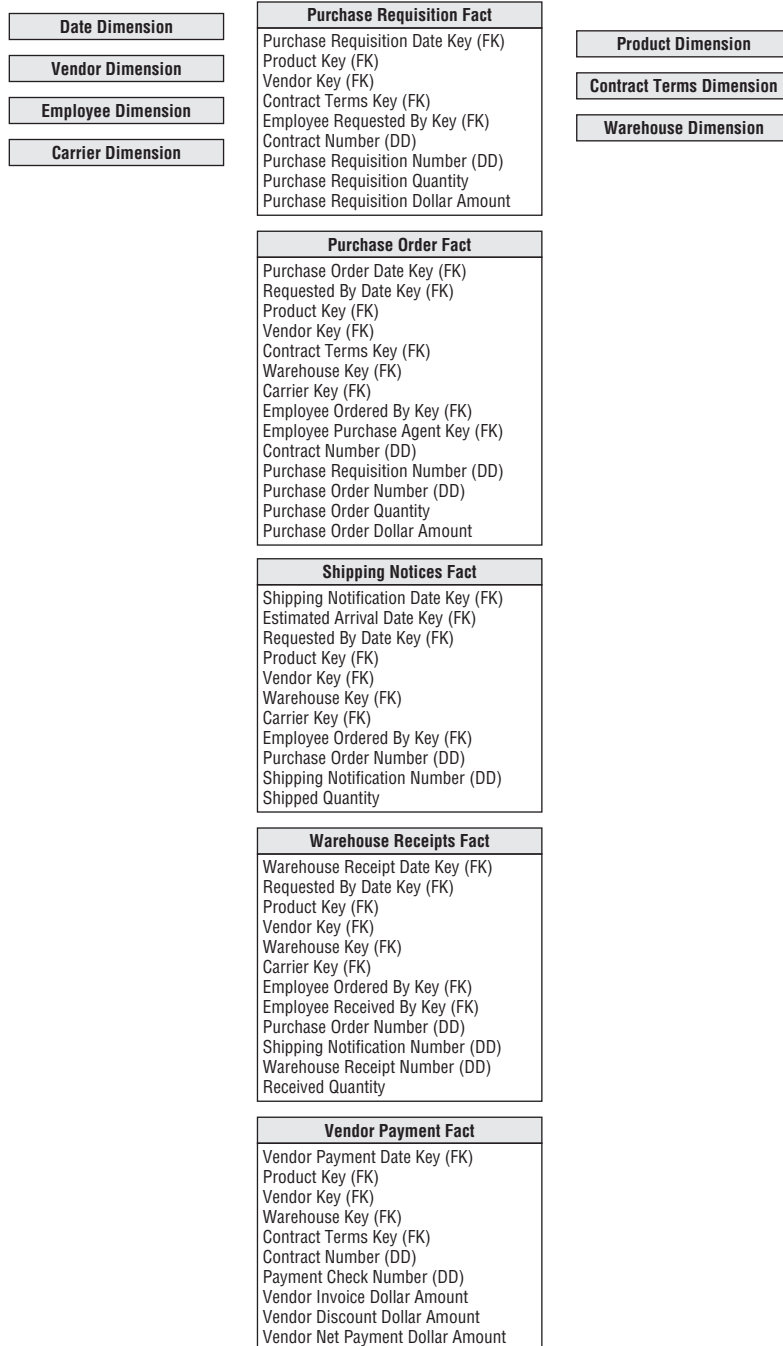 Date Dimension
Vendor Dimension
Employee Dimension
Carrier Dimension
Purchase Requisition Fact
Purchase Requisition Date Key (FK)
Product Key (FK)
Vendor Key (FK)
Contract Terms Key (FK)
Employee Requested By Key (FK)
Contract Number (DD)
Purchase Requisition Number (DD)
Purchase Requisition Quantity
Purchase Requisition Dollar Amount
Product Dimension
Contract Terms Dimension
Warehouse Dimension
Purchase Order Fact
Purchase Order Date Key (FK)
Requested By Date Key (FK)
Product Key (FK)
Vendor Key (FK)
Contract Terms Key (FK)
Warehouse Key (FK)
Carrier Key (FK)
Employee Ordered By Key (FK)
Employee Purchase Agent Key (FK)
Contract Number (DD)
Purchase Requisition Number (DD)
Purchase Order Number (DD)
Purchase Order Quantity
Purchase Order Dollar Amount
Shipping Notices Fact
Shipping Notification Date Key (FK)
Estimated Arrival Date Key (FK)
Requested By Date Key (FK)
Product Key (FK)
Vendor Key (FK)
Warehouse Key (FK)
Carrier Key (FK)
Employee Ordered By Key (FK)
Purchase Order Number (DD)
Shipping Notification Number (DD)
Shipped Quantity
Warehouse Receipts Fact
Warehouse Receipt Date Key (FK)
Requested By Date Key (FK)
Product Key (FK)
Vendor Key (FK)
Warehouse Key (FK)
Carrier Key (FK)
Employee Ordered By Key (FK)
Employee Received By Key (FK)
Purchase Order Number (DD)
Shipping Notification Number (DD)
Warehouse Receipt Number (DD)
Received Quantity
Vendor Payment Fact
Vendor Payment Date Key (FK)
Product Key (FK)
Vendor Key (FK)
Warehouse Key (FK)
Contract Terms Key (FK)
Contract Number (DD)
Payment Check Number (DD)
Vendor Invoice Dollar Amount
Vendor Discount Dollar Amount
Vendor Net Payment Dollar Amount